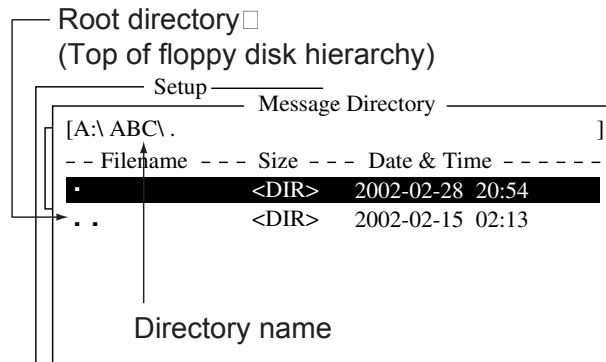 Root directory□
(Top of floppy disk hierarchy)
Setup
Message Directory
[A:\ ABC\ . ]
- - Filename - - - Size - - - Date & Time - - - - - -
. <DIR> 2002-02-28 20:54
. . <DIR> 2002-02-15 02:13
Directory name